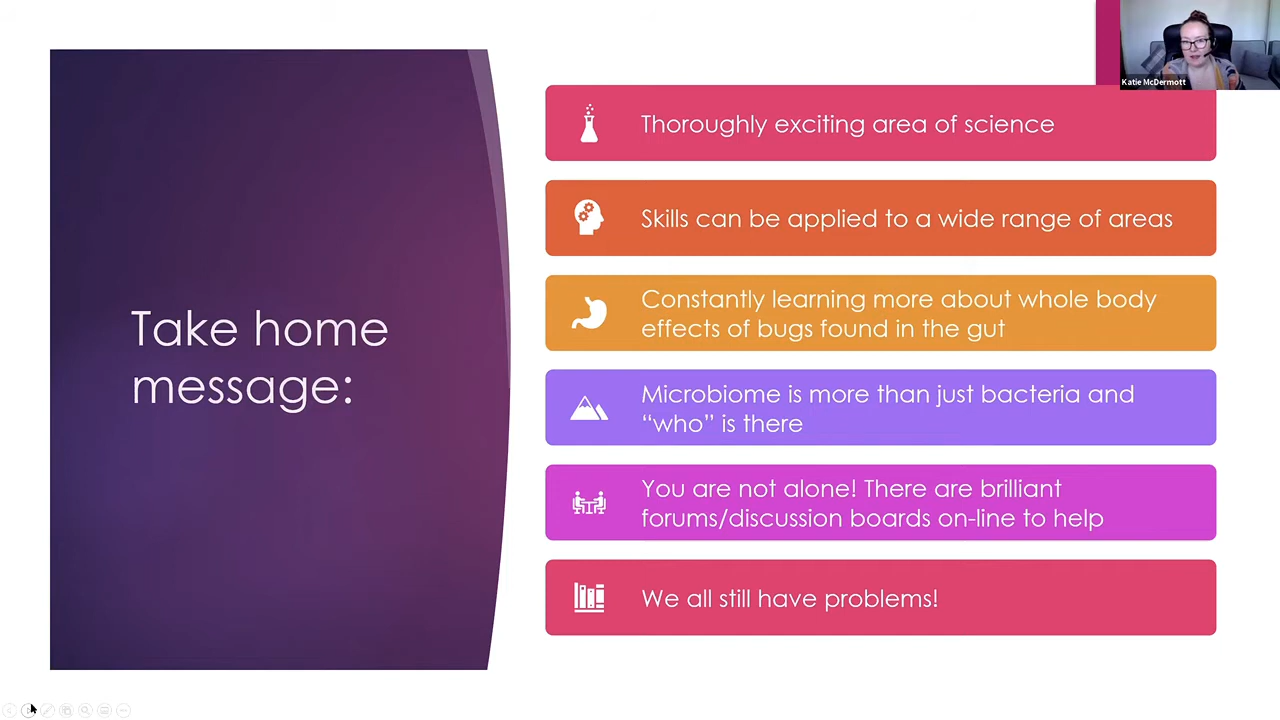 Katie McDermott
Take home
message:
Thoroughly exciting area of science
Skills can be applied to a wide range of areas
Constantly learning more about whole body
effects of bugs found in the gut
Microbiome is more than just bacteria and
“who” is there
You are not alone! There are brilliant
forums/discussion boards on-line to help
We all still have problems!